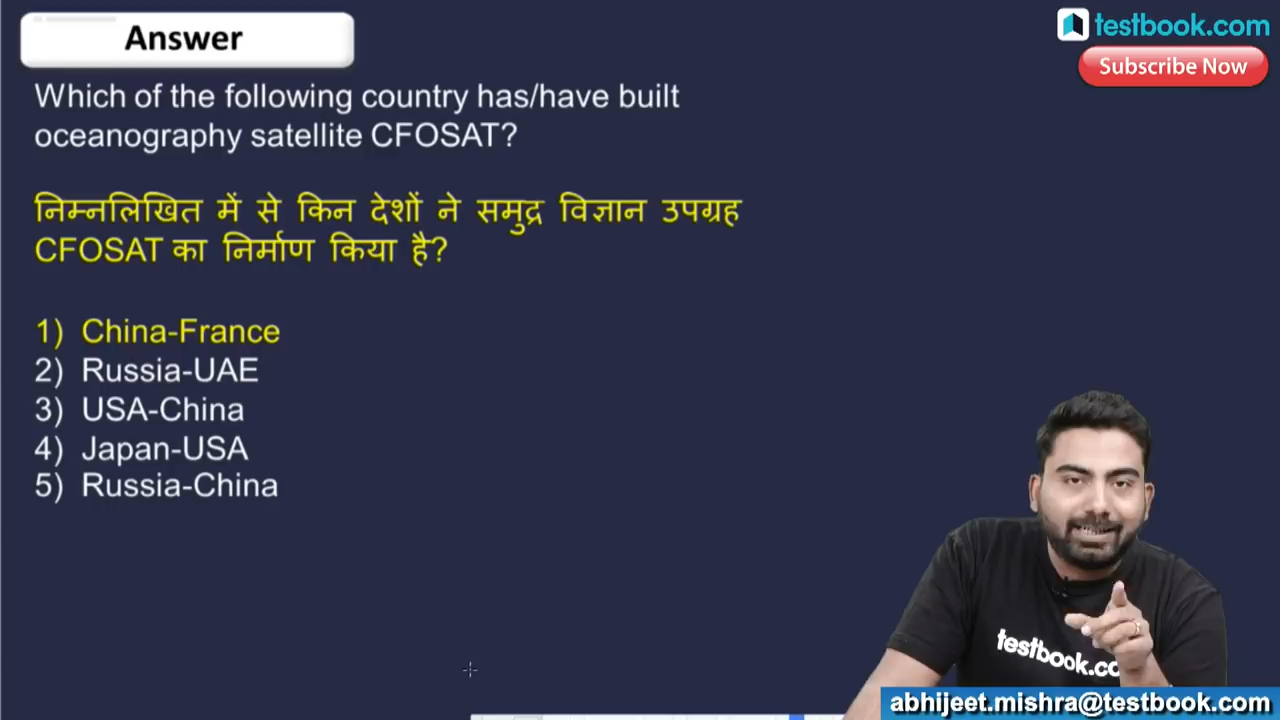 Answer
testbook.com
Subscribe Now
Which of the following country has/have built
oceanography satellite CFOSAT?
निम्नलिखित में से किन देशों ने समुद्र विज्ञान उपग्रह
CFOSAT का निर्माण किया है?
1) China-France
2) Russia-UAE
3) USA-China
4) Japan-USA
5) Russia-China
testbook.co
abhijeet.mishra@testbook.com